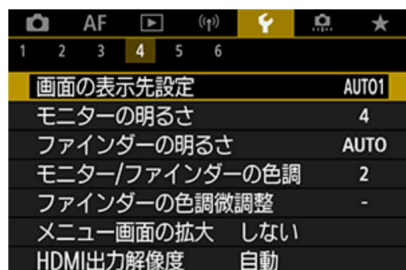 AF
1 2 3 4 5 6
画面の表示先設定 AUTO1
モニターの明るさ 4
ファインダーの明るさ AUTO
モニター/ファインダーの色調 2
ファインダーの色調微調整 -
メニュー画面の拡大 しない
HDMI出力解像度 自動